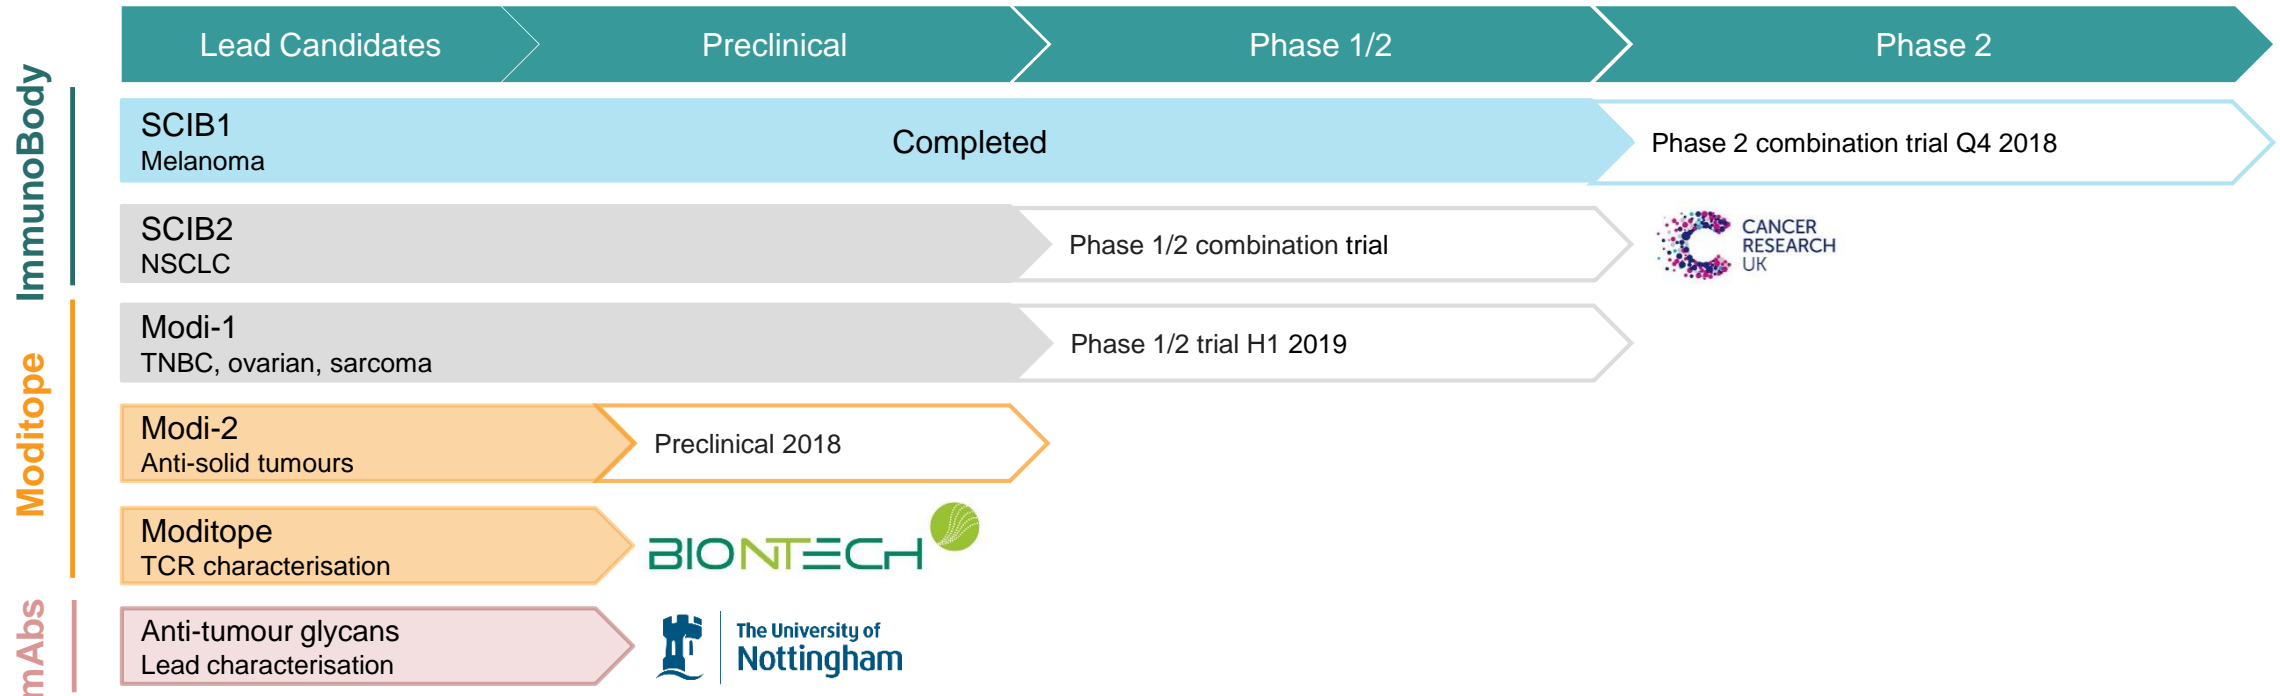 Lead Candidates
Preclinical
Phase 1/2
Phase 2
ImmunoBody
SCIB1
Melanoma
Completed
Phase 2 combination trial Q4 2018
SCIB2
NSCLC
Phase 1/2 combination trial
CANCER
RESEARCH
UK
Moditope
Modi-1
TNBC, ovarian, sarcoma
Phase 1/2 trial H1 2019
Modi-2
Anti-solid tumours
Preclinical 2018
Moditope
TCR characterisation
BIONTECH
mAbs
Anti-tumour glycans
Lead characterisation
The University of
Nottingham